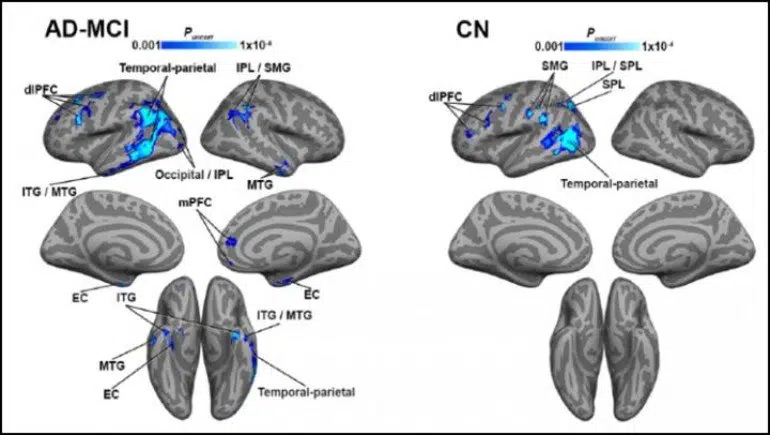 AD-MCI
P uncorr
0.001
1x10-4
Temporal-parietal
IPL / SMG
dlPFC
ITG / MTG
Occipital / IPL
MTG
mPFC
EC
ITG
EC
ITG / MTG
MTG
EC
Temporal-parietal
CN
P uncorr
0.001
1x10-4
SMG
IPL / SPL
SPL
dlPFC
Temporal-parietal